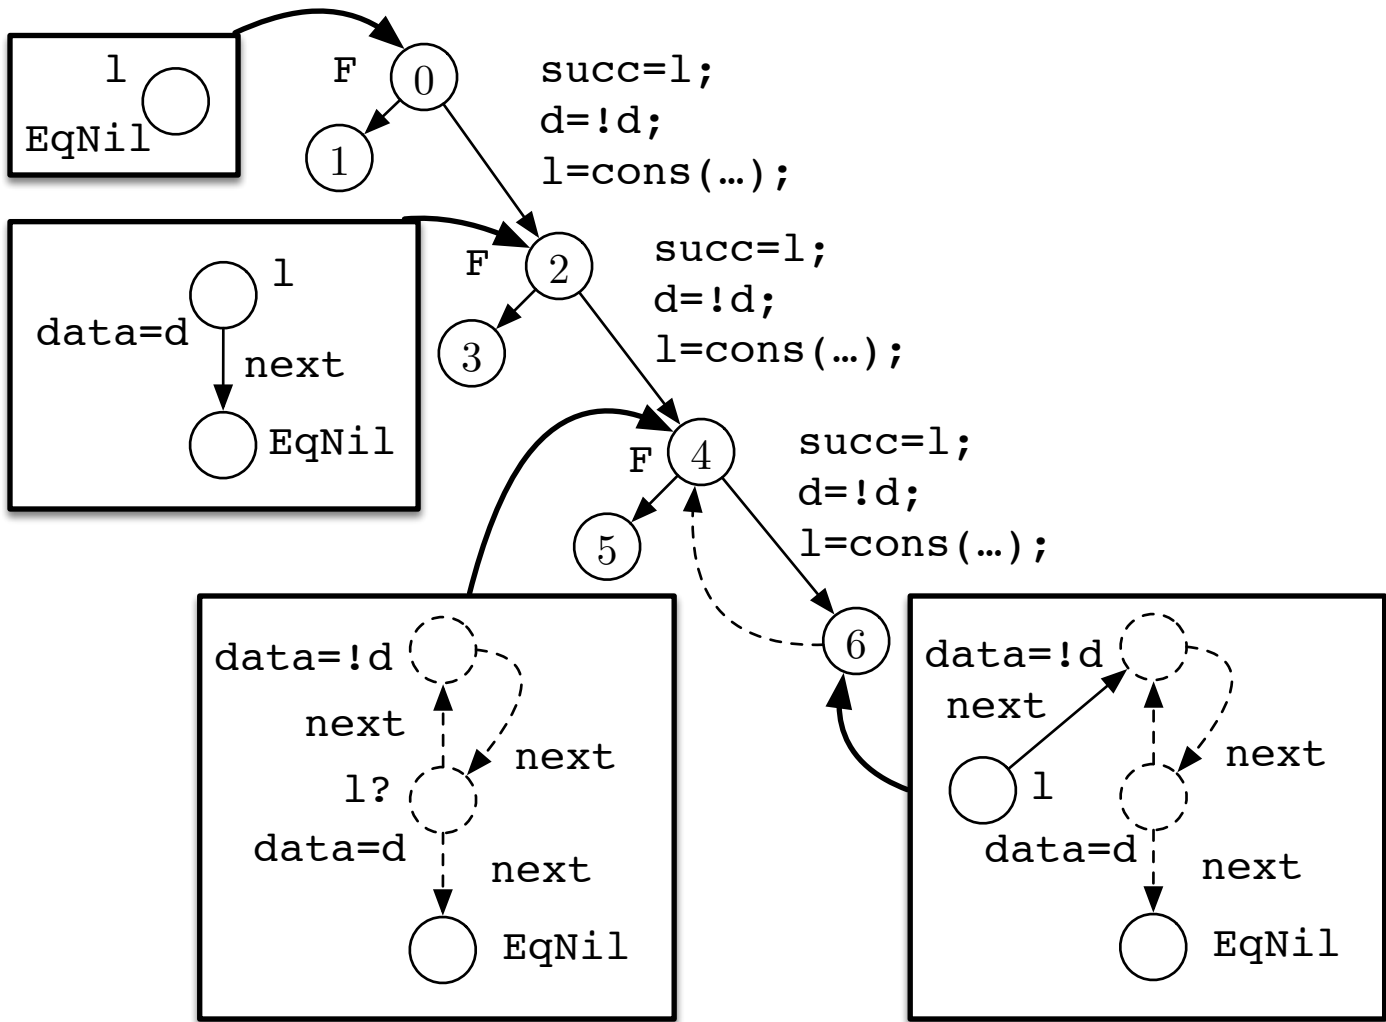 l
EqNil
F
0
1
succ=l;
d=!d;
l=cons(…);
l
data=d
next
EqNil
F
2
3
succ=l;
d=!d;
l=cons(…);
F
4
5
succ=l;
d=!d;
l=cons(…);
6
data=!d
next
next
l?
data=d
next
EqNil
data=!d
next
next
l
data=d
next
EqNil